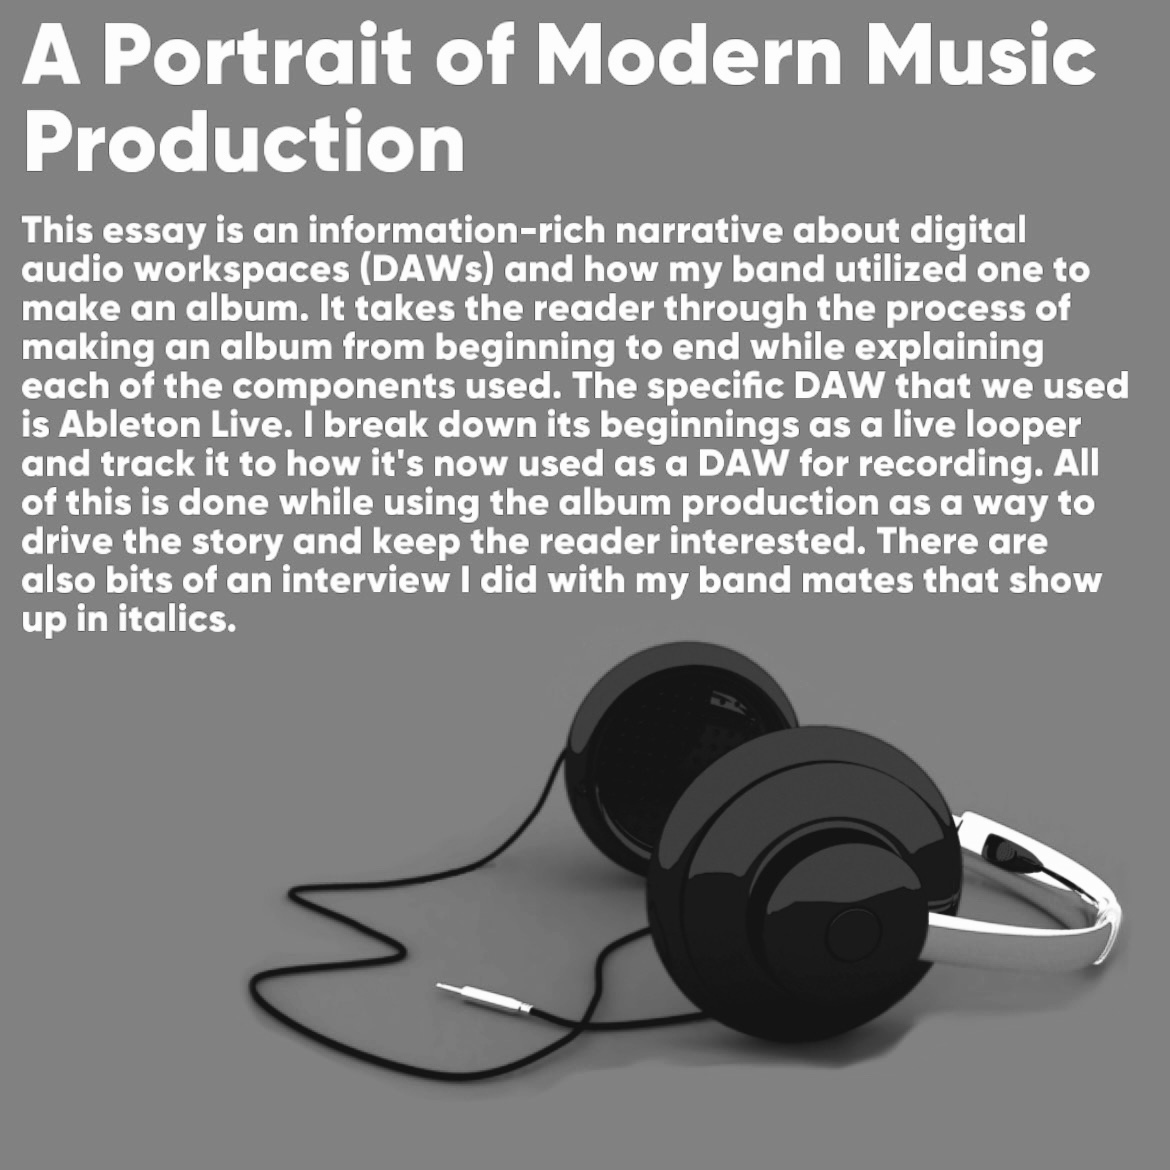 A Portrait of Modern Music
Production
This essay is an information-rich narrative about digital
audio workspaces (DAWs) and how my band utilized one to
make an album. It takes the reader through the process of
making an album from beginning to end while explaining
each of the components used. The specific DAW that we used
is Ableton Live. I break down its beginnings as a live looper
and track it to how it's now used as a DAW for recording. All
of this is done while using the album production as a way to
drive the story and keep the reader interested. There are
also bits of an interview I did with my band mates that show
up in italics.